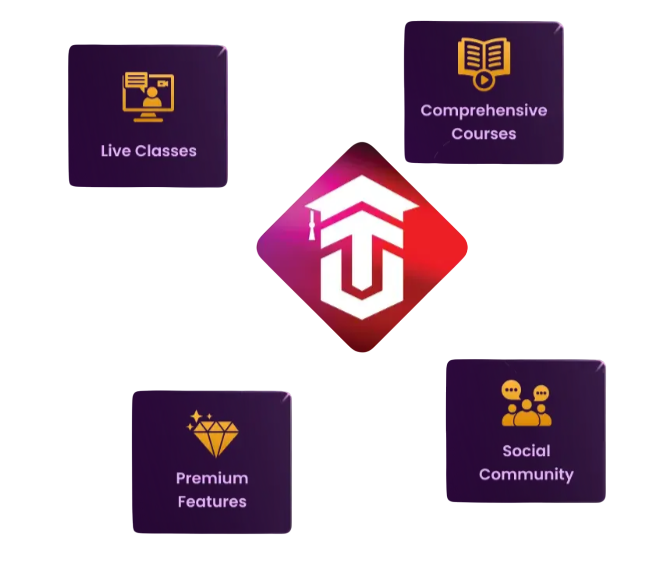 Comprehensive
Courses
Live Classes
Premium
Features
Social
Community